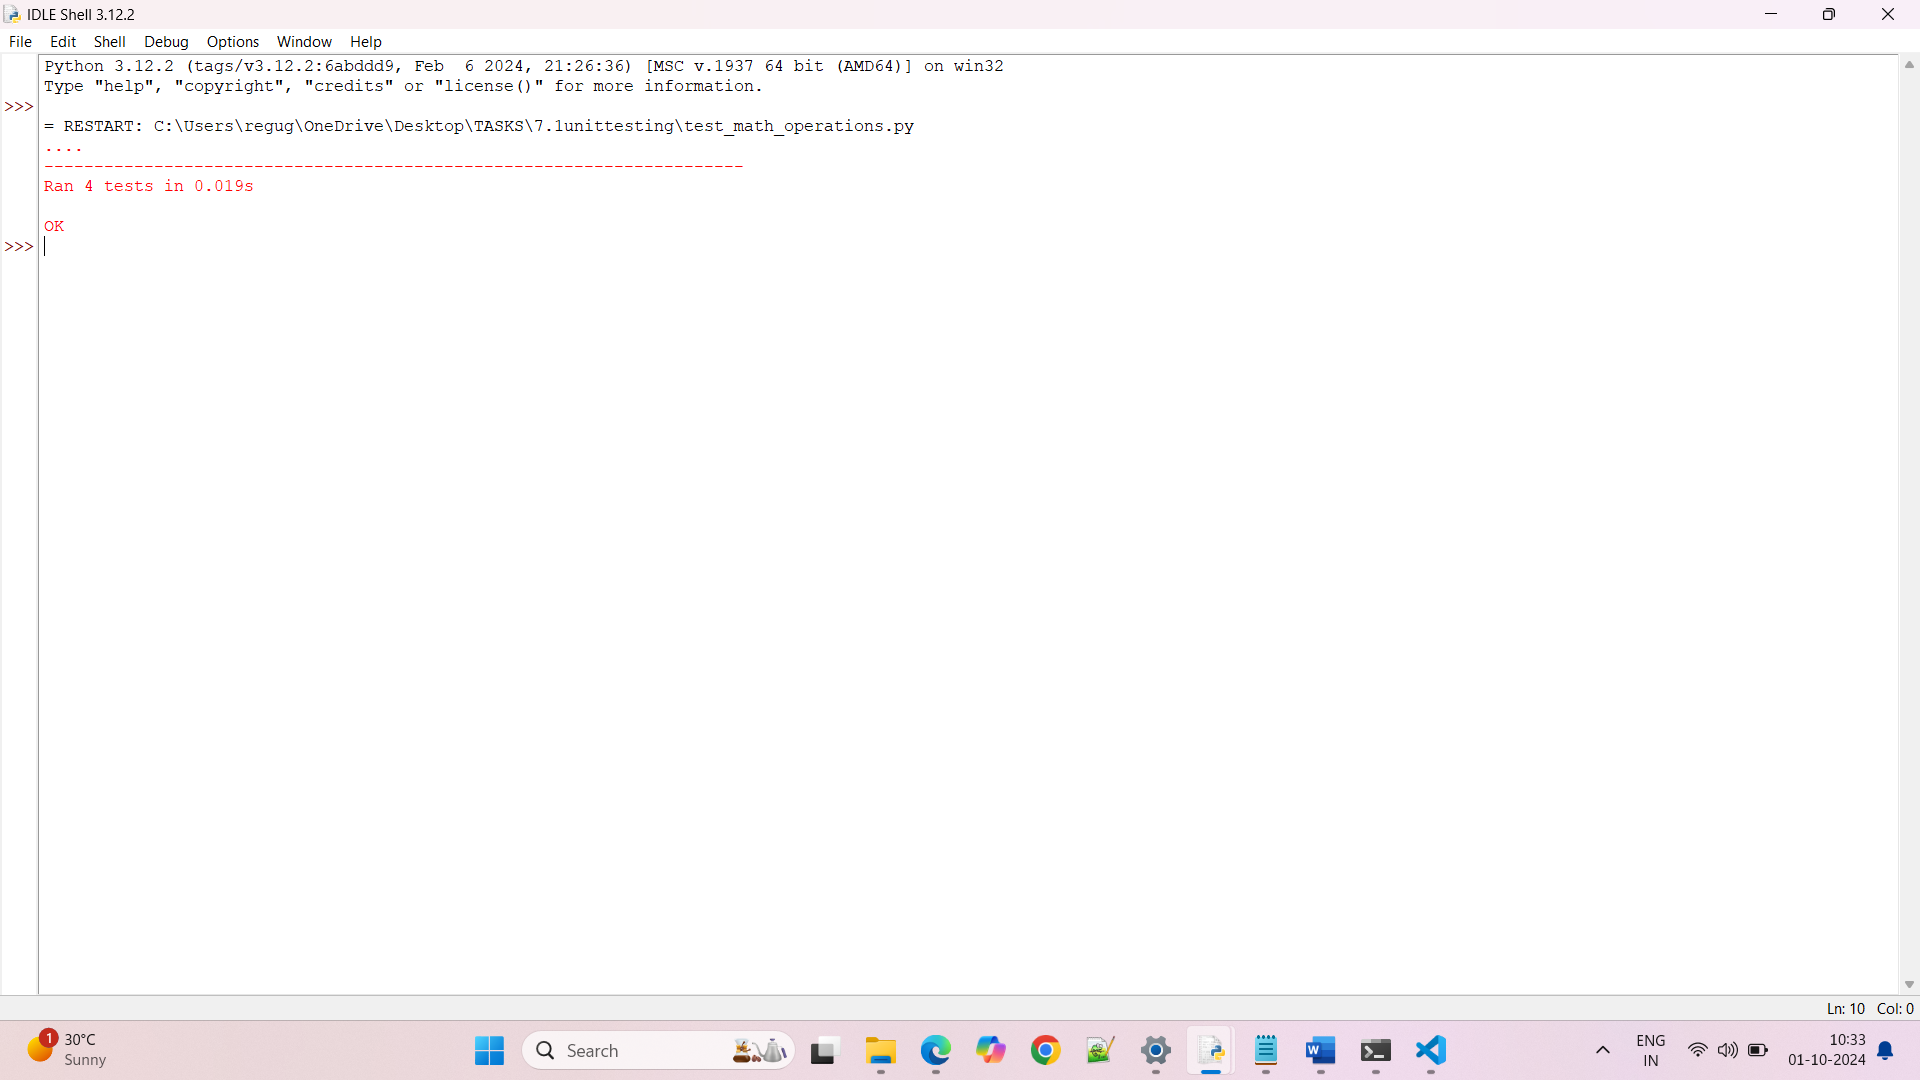 IDLE Shell 3.12.2
File Edit Shell Debug Options Window Help
Python 3.12.2 (tags/v3.12.2:6abddd9, Feb  6 2024, 21:26:36) [MSC v.1937 64 bit (AMD64)] on win32
Type "help", "copyright", "credits" or "license()" for more information.
>>>
= RESTART: C:\Users\regug\OneDrive\Desktop\TASKS\7.1unittesting\test_math_operations.py
....
----------------------------------------------------------------------
Ran 4 tests in 0.019s
OK
>>>
Ln: 10 Col: 0
1
30°C
Sunny
Search
W
ENG
IN
10:33
01-10-2024